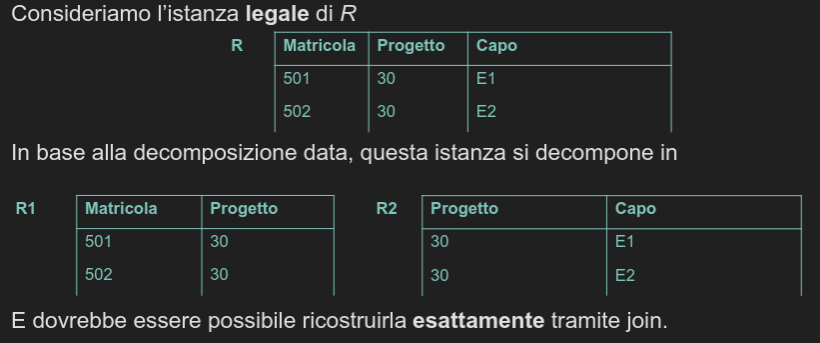 Consideriamo l'istanza legale di R
R Matricola Progetto Capo
501 30 E1
502 30 E2
In base alla decomposizione data, questa istanza si decompone in
R1 Matricola Progetto R2 Progetto Capo
501 30 30 E1
502 30 30 E2
E dovrebbe essere possibile ricostruirla esattamente tramite join.